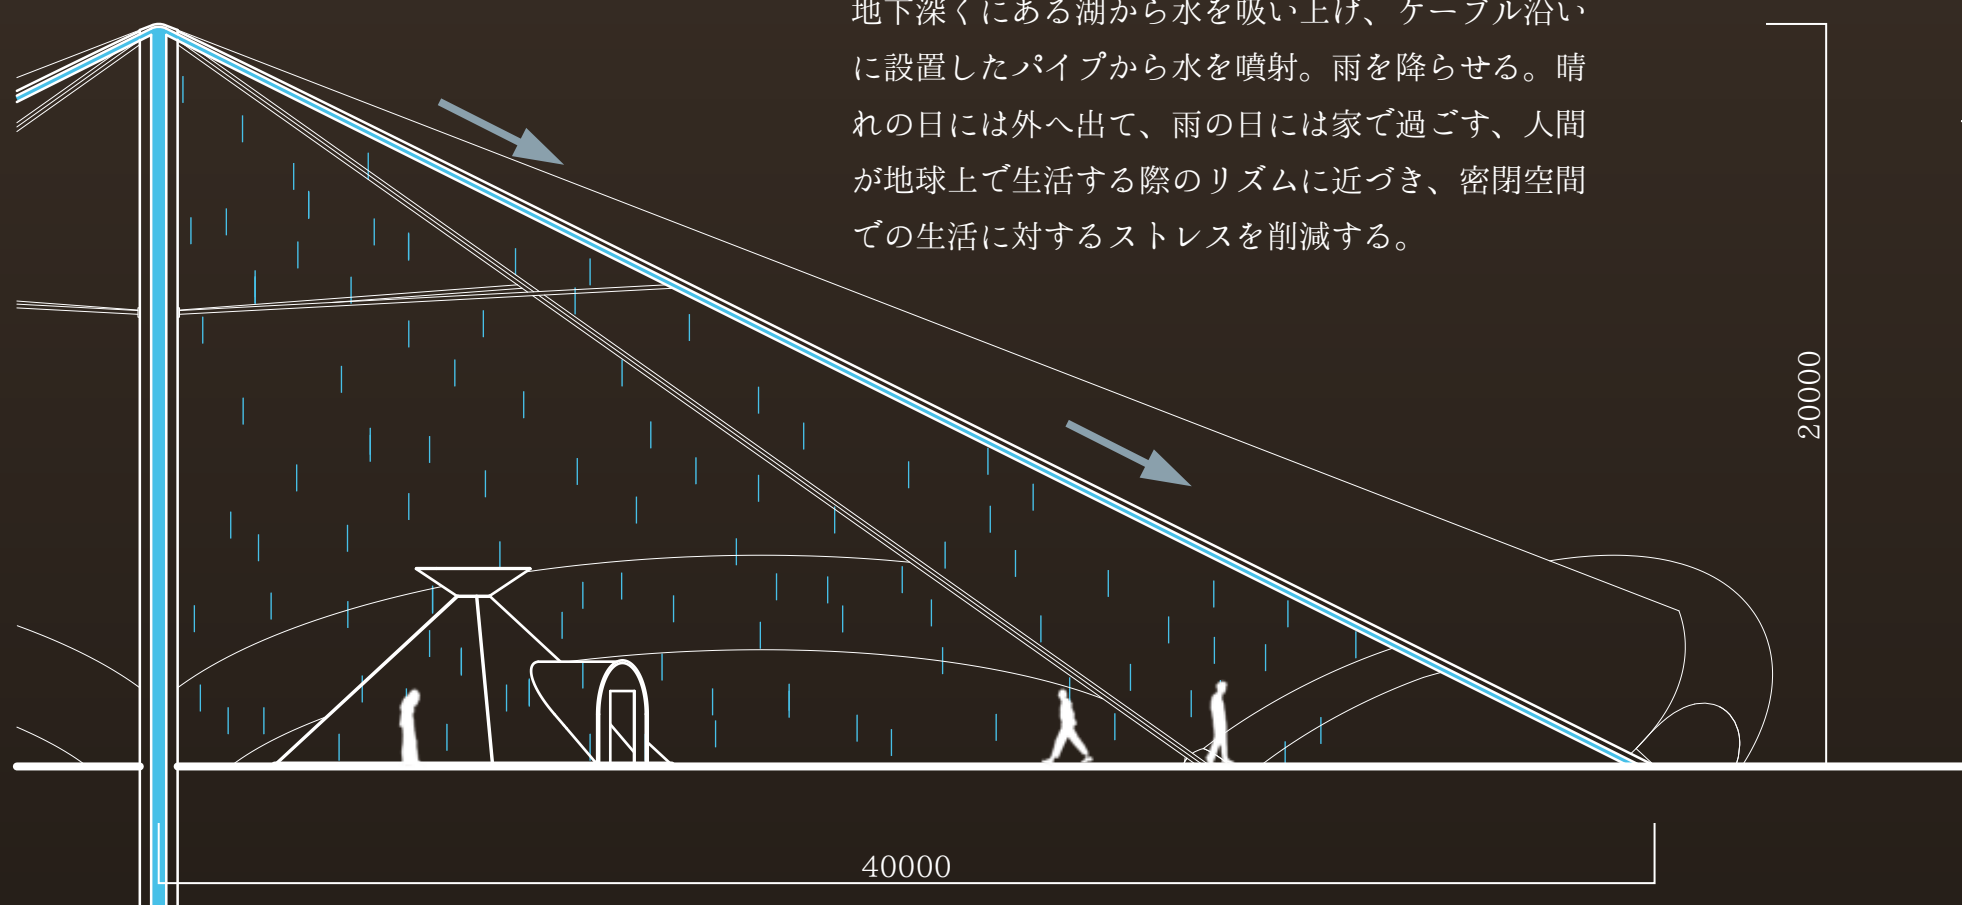 地下深くにある湖から水を吸い上げ、ケーブル沿い
に設置したパイプから水を噴射。雨を降らせる。晴
れの日には外へ出て、雨の日には家で過ごす、人間
が地球上で生活する際のリズムに近づき、密閉空間
での生活に対するストレスを削減する。
20000
40000